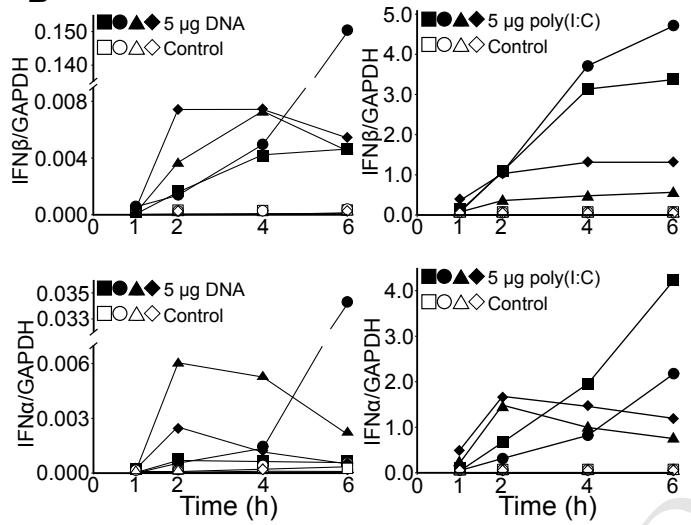 B
5 µg DNA
Control
IFNβ/GAPDH
0.150
0.140
0.008
0.004
0.000
0 1 2 4 6
5 µg poly(I:C)
Control
IFNβ/GAPDH
5.0
4.0
3.0
2.0
1.0
0.0
0 1 2 4 6
5 µg DNA
Control
IFNα/GAPDH
0.035
0.033
0.006
0.003
0.000
0 1 2 4 6
Time (h)
5 µg poly(I:C)
Control
IFNα/GAPDH
4.0
3.0
2.0
1.0
0.0
0 1 2 4 6
Time (h)